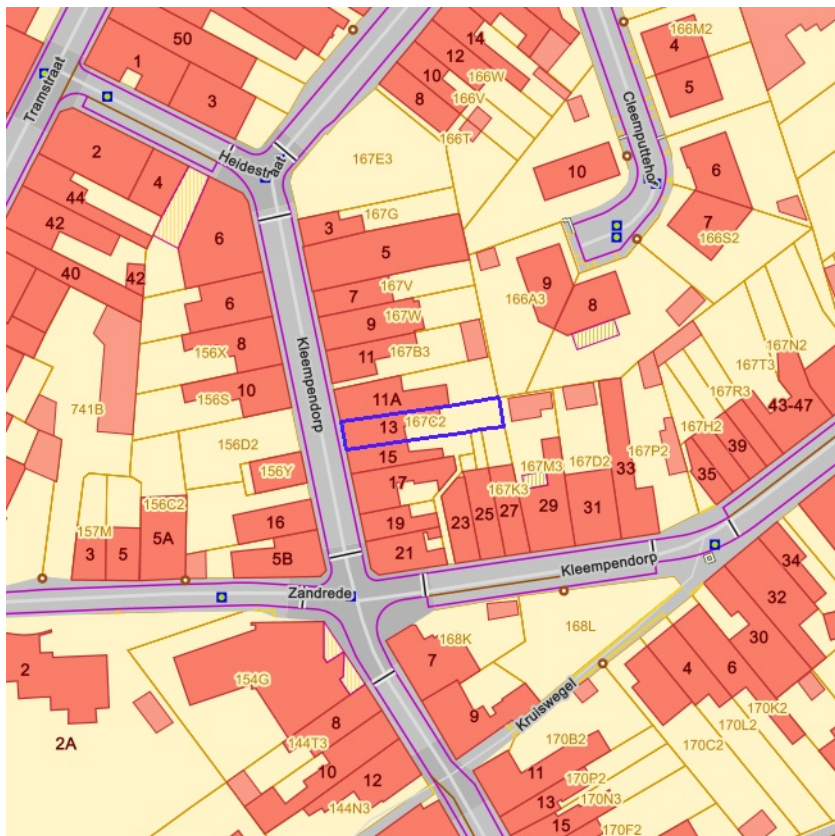 50
1
3
Tramstraat
2
4
44
42
40
42
Heidestraat
14
12
10
8
166W
166V
166T
166M2
4
5
Cleemputtehof
10
6
7
166S2
167E3
6
3
167G
5
6
7
167V
9
167W
8
11
167B3
156X
10
156S
Kleempendorp
9
8
166A3
741B
11A
13
167C2
15
17
156D2
156Y
156C2
16
19
5B
21
157M
3
5
5A
167N2
167T3
167R3
43-47
167H2
39
35
167P2
33
167D2
167M3
167K3
23
25
27
29
31
Kleempendorp
Zandrede
34
32
30
168L
168K
7
9
4
6
Kruiswegel
170K2
170L2
170C2
2
2A
154G
8
144T3
10
12
144N3
170B2
11
170P2
13
170N3
15
170F2